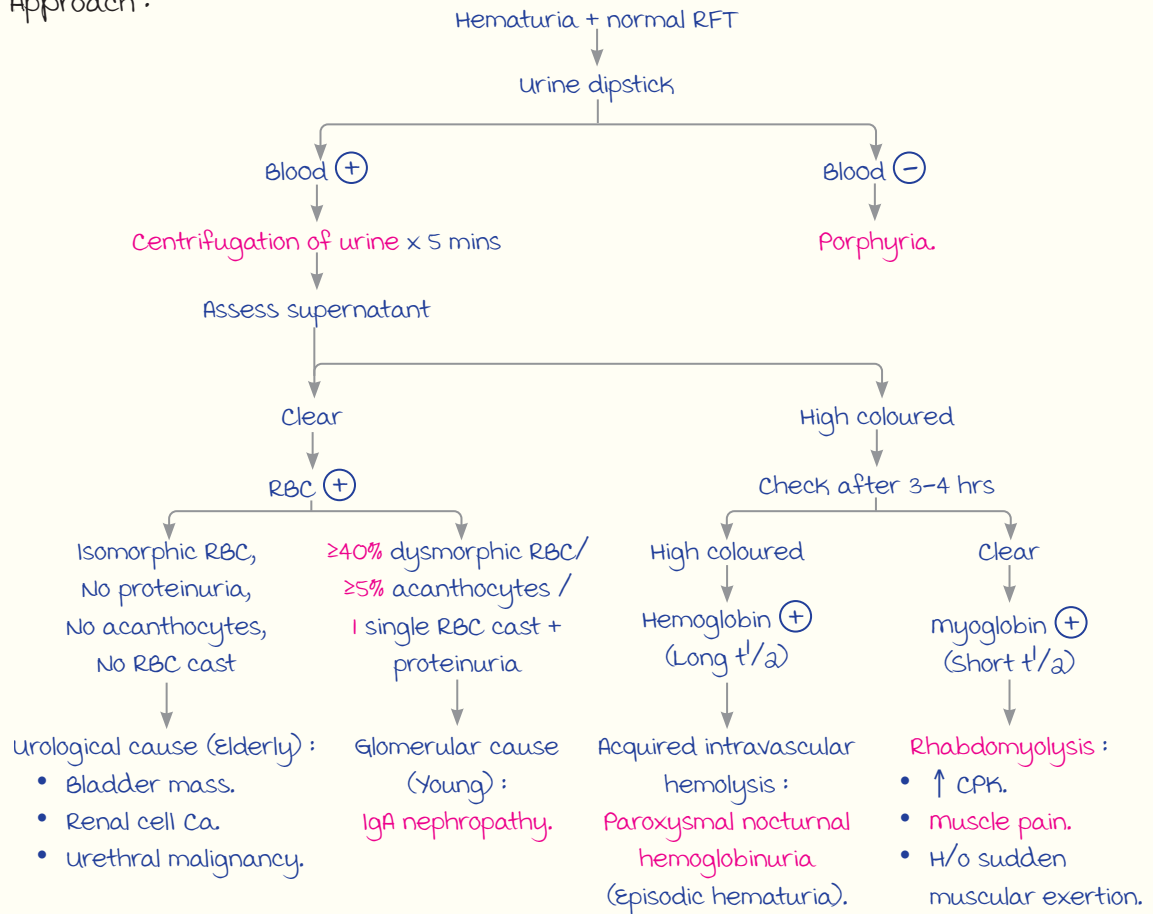 Approach :
Hematuria + normal RFT
Urine dipstick
Blood +
Blood −
Centrifugation of urine x 5 mins
Porphyria.
Assess supernatant
Clear
High coloured
RBC +
Check after 3-4 hrs
Isomorphic RBC,
No proteinuria,
No acanthocytes,
No RBC cast
≥40% dysmorphic RBC/
≥5% acanthocytes /
1 single RBC cast +
proteinuria
High coloured
Hemoglobin +
(Long t1/2)
Clear
myoglobin +
(Short t1/2)
Urological cause (Elderly) :
• Bladder mass.
• Renal cell Ca.
• Urethral malignancy.
Glomerular cause
(Young) :
IgA nephropathy.
Acquired intravascular
hemolysis :
Paroxysmal nocturnal
hemoglobinuria
(Episodic hematuria).
Rhabdomyolysis :
• ↑ CPK.
• muscle pain.
• H/o sudden
muscular exertion.